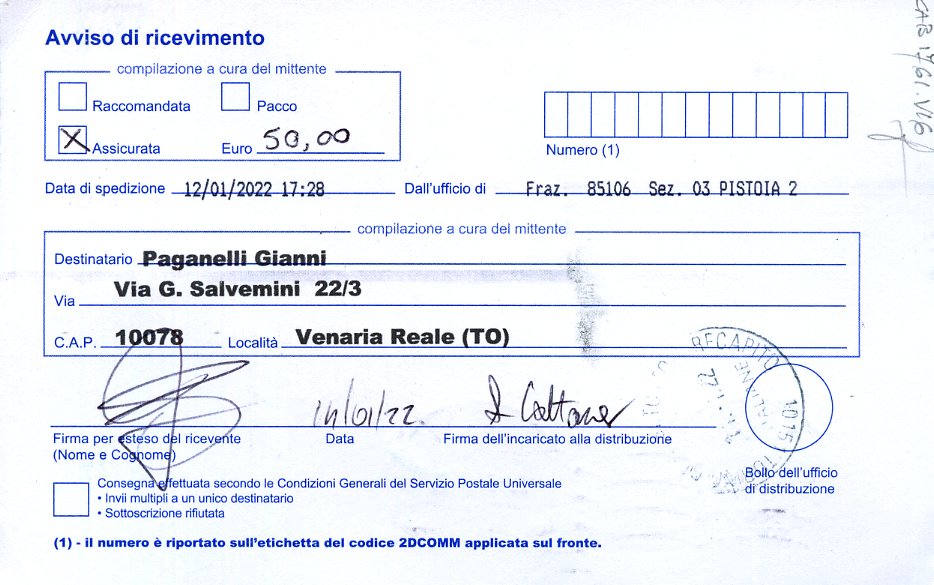 Avviso di ricevimento
compilazione a cura del mittente
Raccomandata Pacco
X Assicurata Euro 50,00
Numero (1)
Data di spedizione 12/01/2022 17:28 Dall'ufficio di Fraz. 85106 Sez. 03 PISTOIA 2
compilazione a cura del mittente
Destinatario Paganelli Gianni
Via Via G. Salvemini 22/3
C.A.P. 10078 Località Venaria Reale (TO)
14/01/22.
Firma per esteso del ricevente Data Firma dell'incaricato alla distribuzione
(Nome e Cognome)
RECAPITO
Bollo dell'ufficio
di distribuzione
Consegna effettuata secondo le Condizioni Generali del Servizio Postale Universale
• Invii multipli a un unico destinatario
• Sottoscrizione rifiutata
(1) - il numero è riportato sull'etichetta del codice 2DCOMM applicata sul fronte.